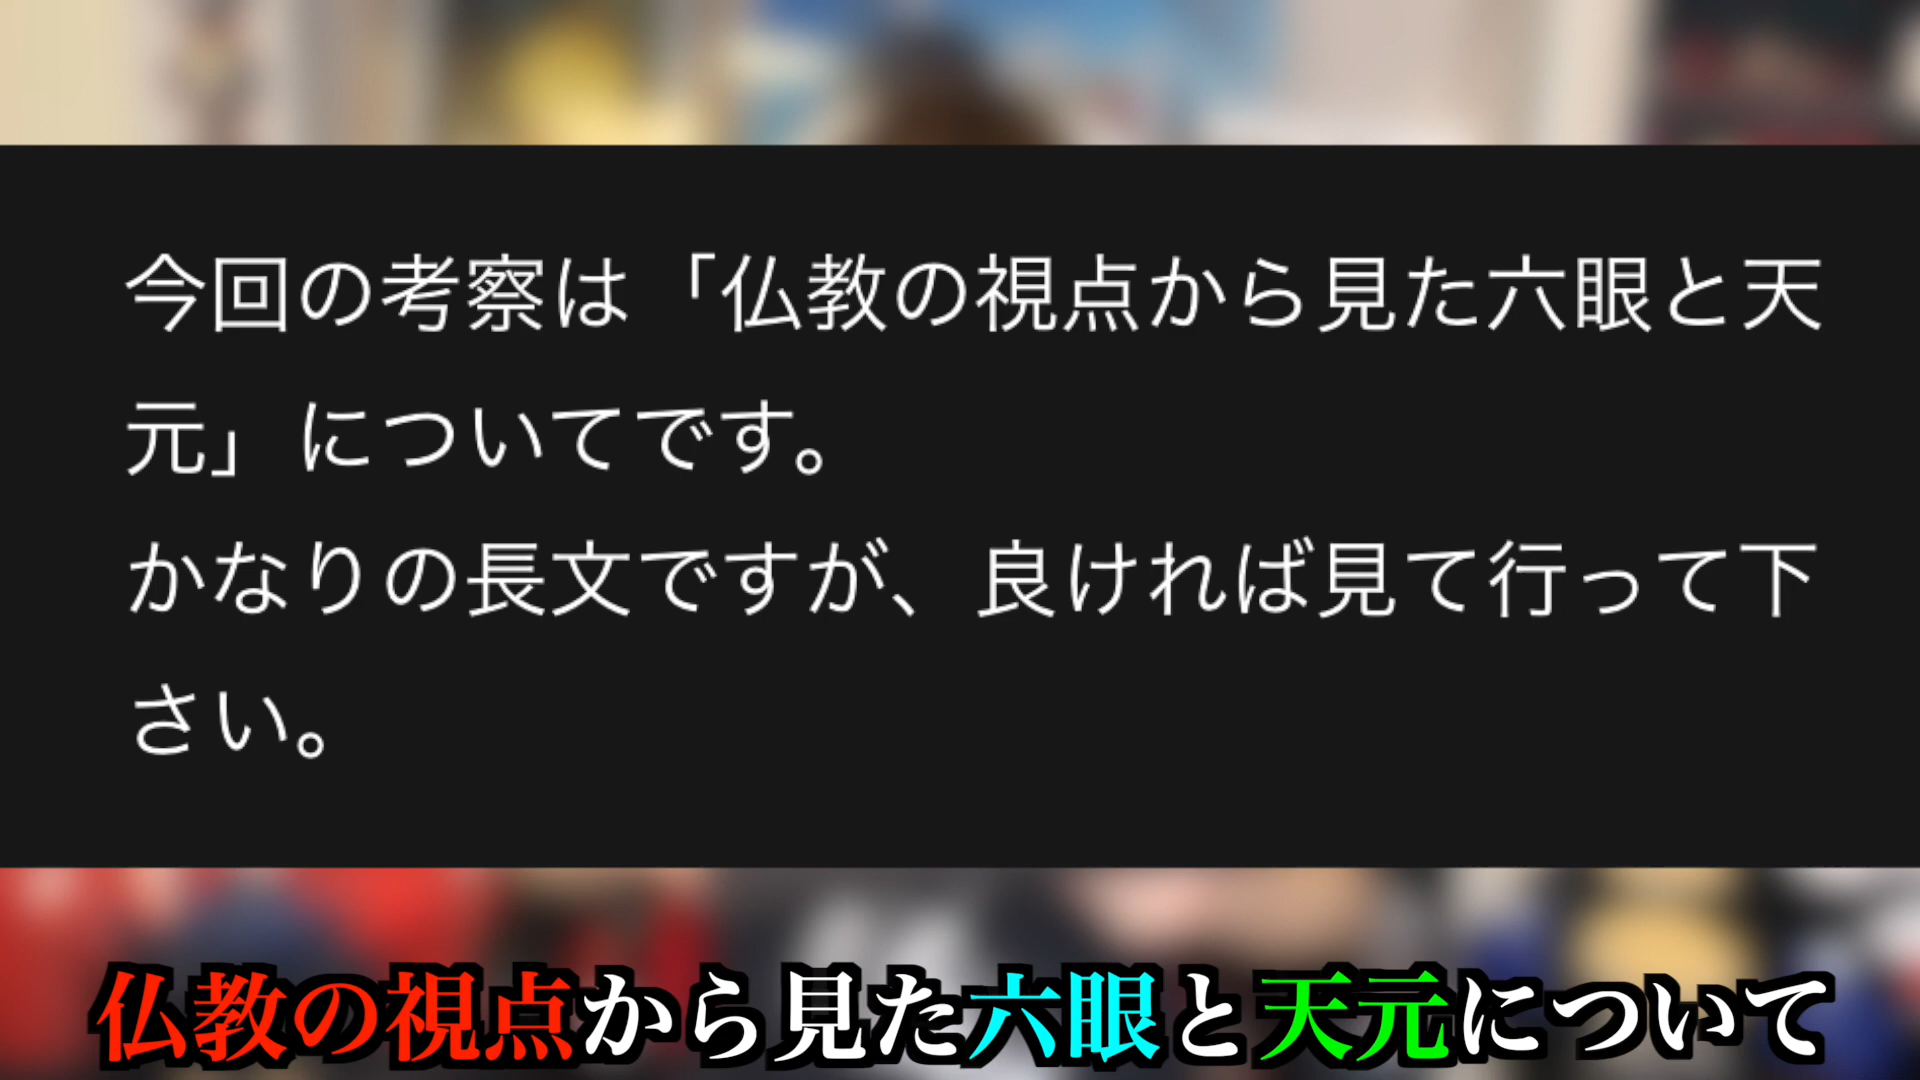 今回の考察は「仏教の視点から見た六眼と天
元」についてです。
かなりの長文ですが、良ければ見て行って下
さい。
仏教の視点から見た六眼と天元について